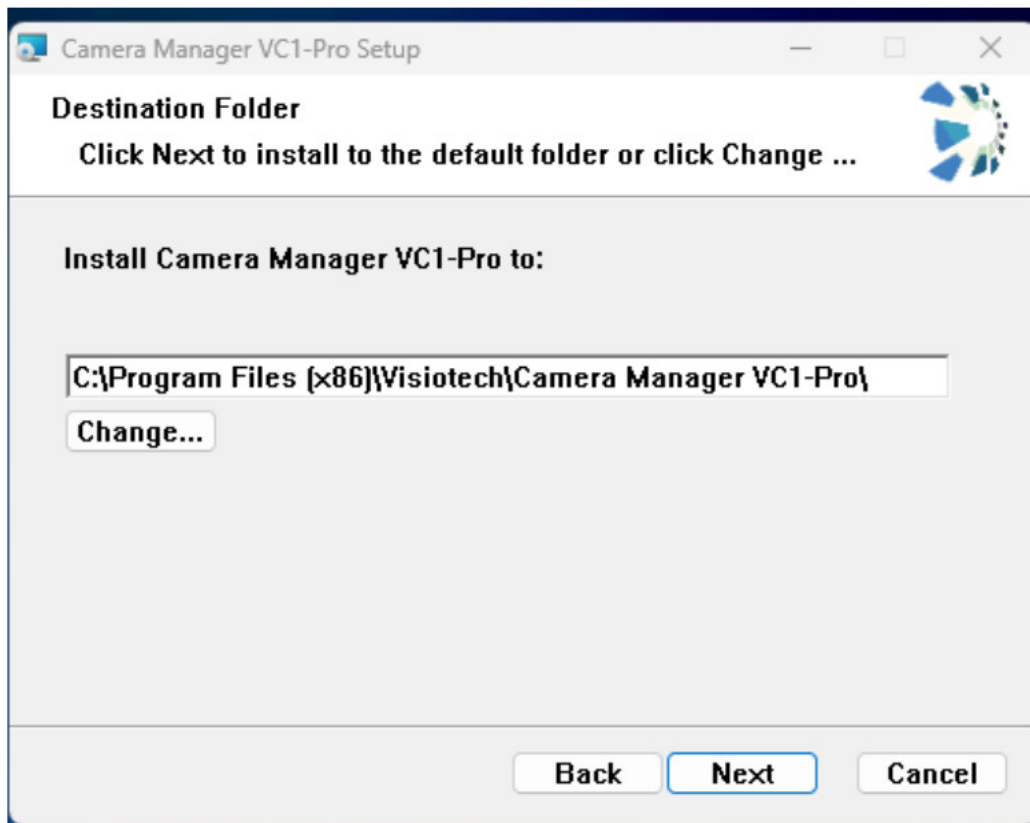 Camera Manager VC1-Pro Setup
Destination Folder
Click Next to install to the default folder or click Change ...
Install Camera Manager VC1-Pro to:
C:\Program Files (x86)\Visiotech\Camera Manager VC1-Pro\
Change...
Back Next Cancel